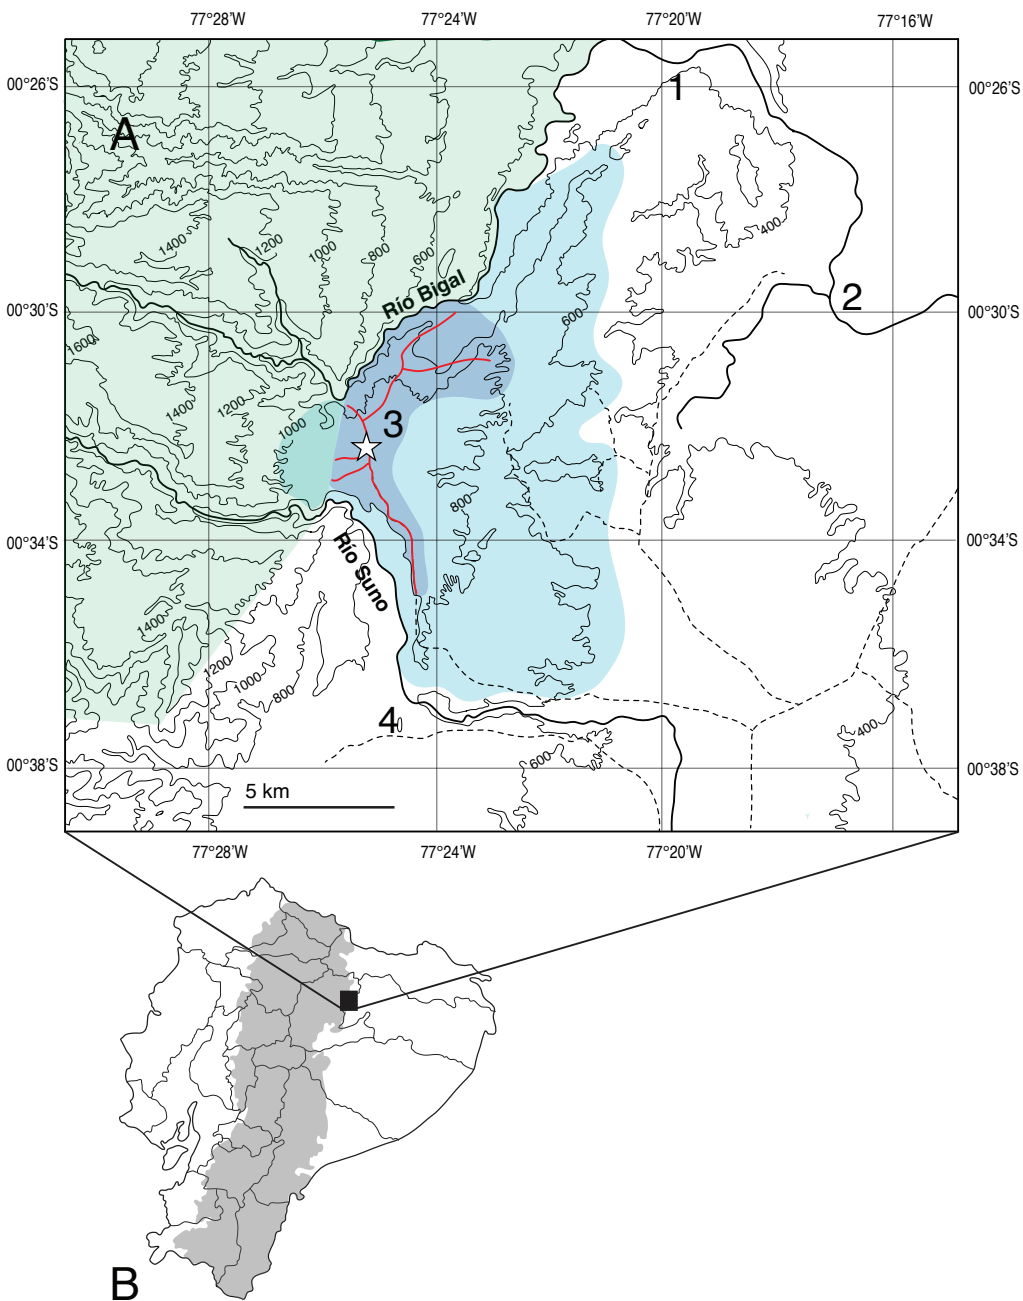 77°28'W 77°24'W 77°20'W 77°16'W
00°26'S 1 00°26'S
A
400
1400 1200 1000 800 600
Río Bigal
00°30'S 2 00°30'S
600
1600
1400 1200 1000 3
800
00°34'S 00°34'S
Río Suno
1400
1200
1000
800
4 400
00°38'S 600 00°38'S
5 km
77°28'W 77°24'W 77°20'W
B